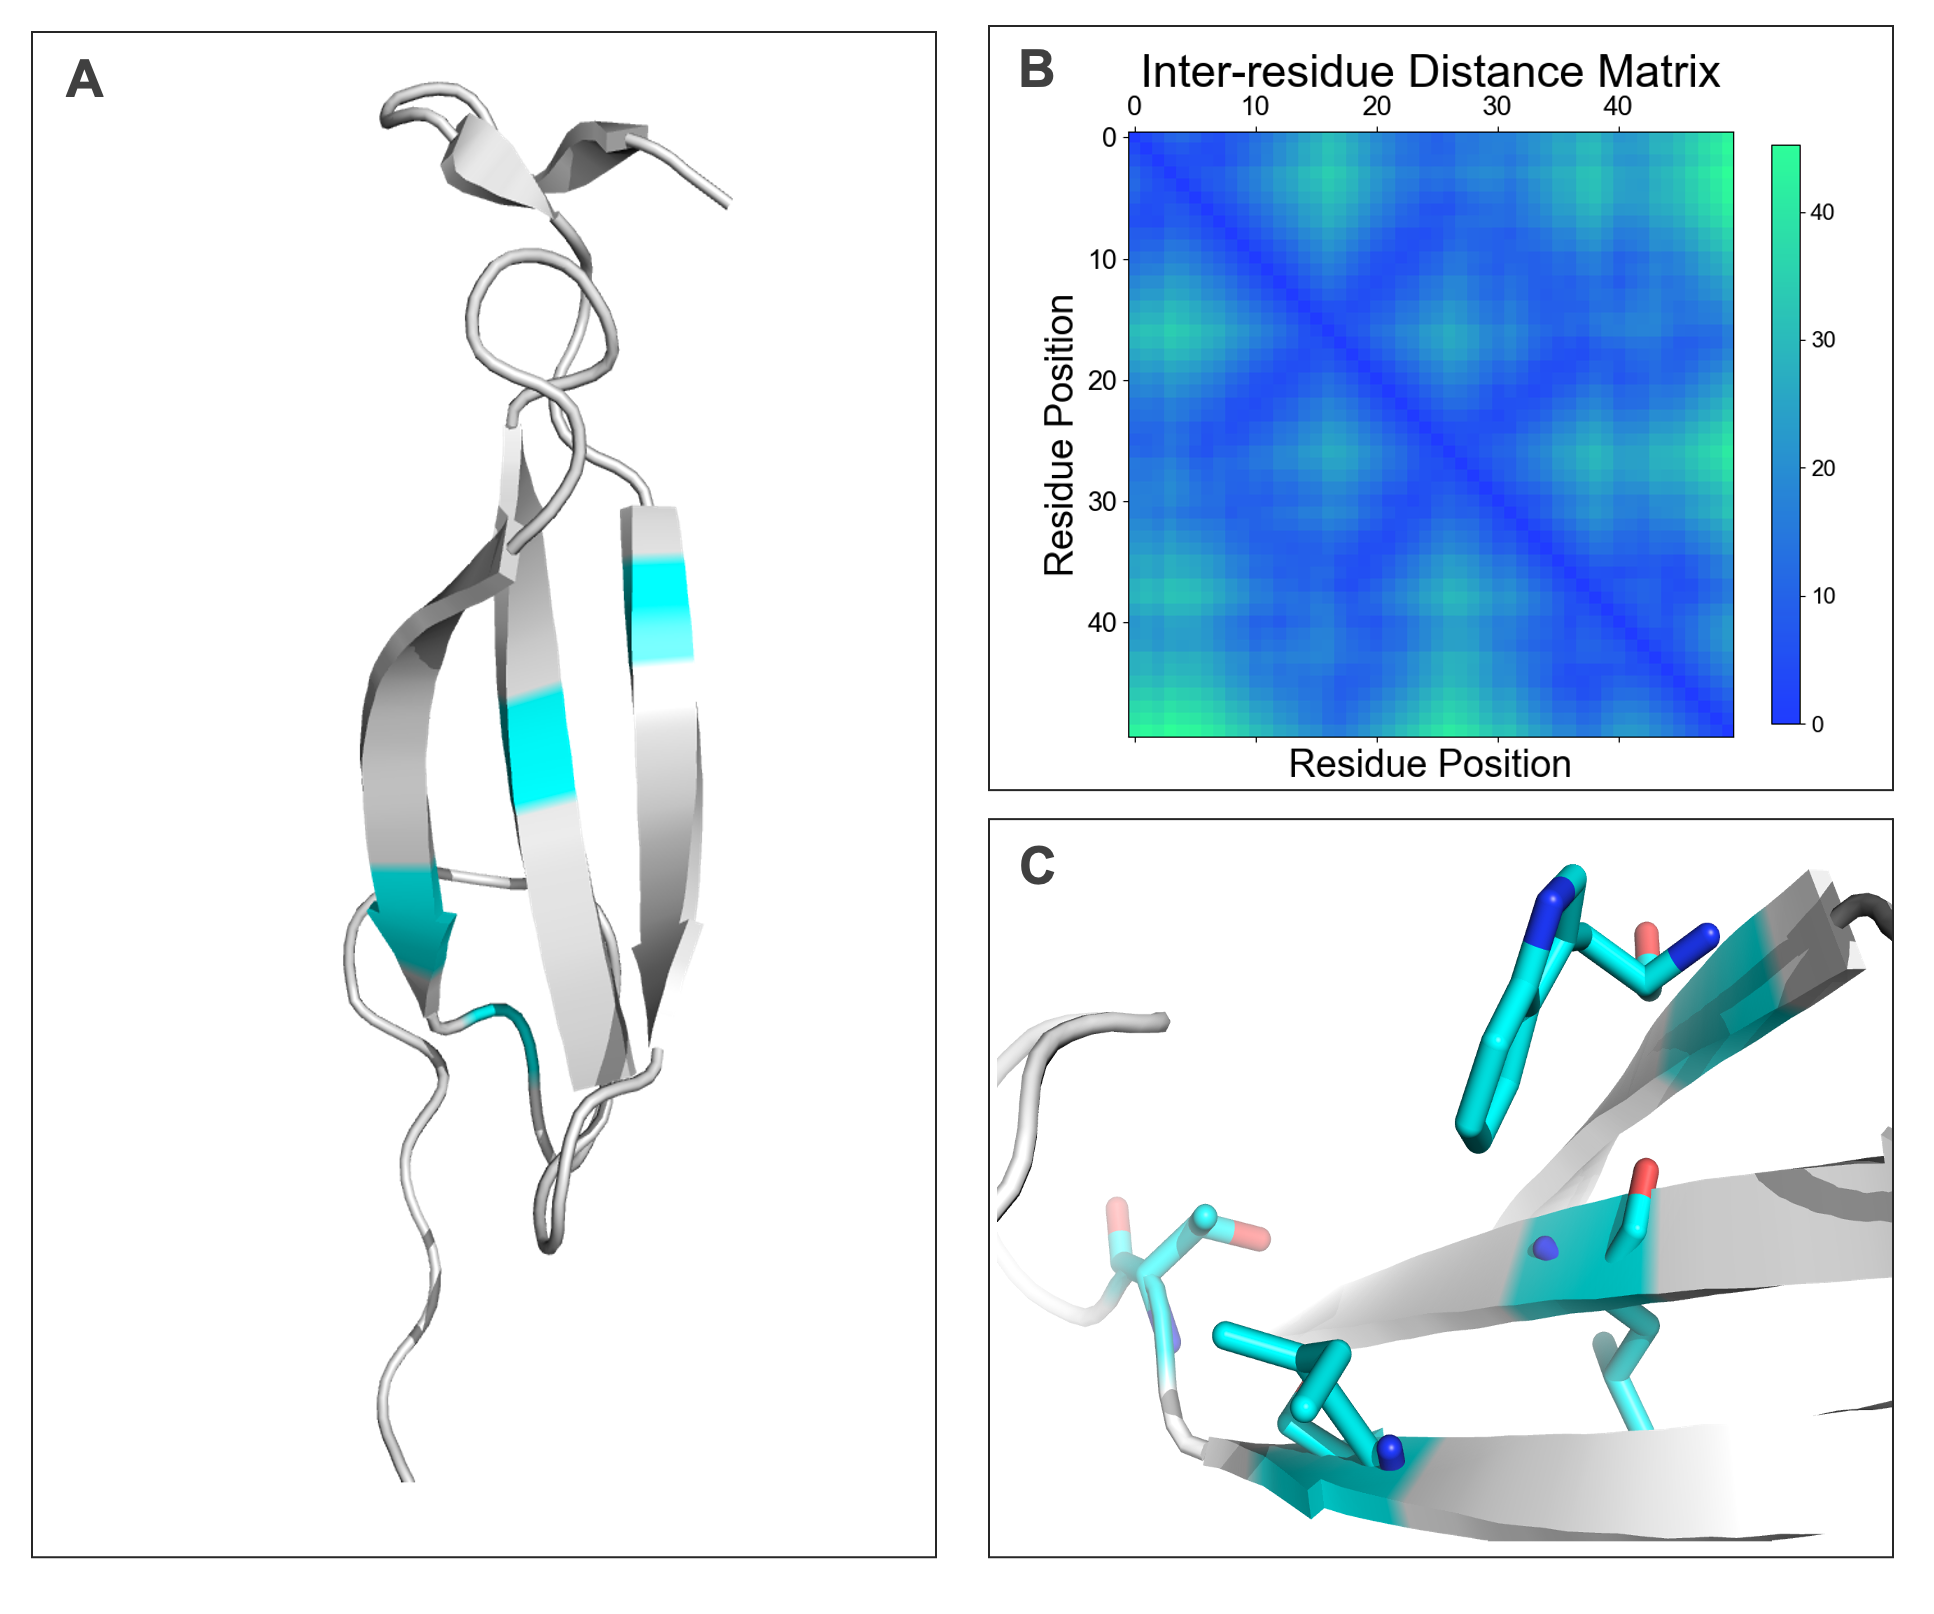 A
B
Inter-residue Distance Matrix
0 10 20 30 40
0
10
20
30
40
Residue Position
Residue Position
40
30
20
10
0
C